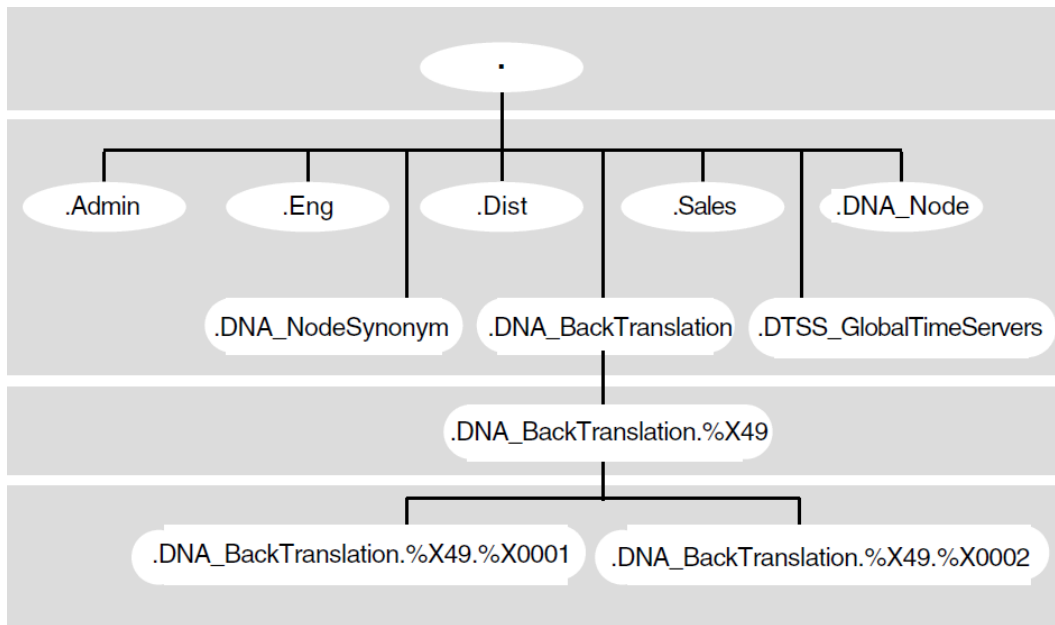 .
.Admin
.Eng
.Dist
.Sales
.DNA_Node
.DNA_NodeSynonym
.DNA_BackTranslation
.DTSS_GlobalTimeServers
.DNA_BackTranslation.%X49
.DNA_BackTranslation.%X49.%X0001
.DNA_BackTranslation.%X49.%X0002